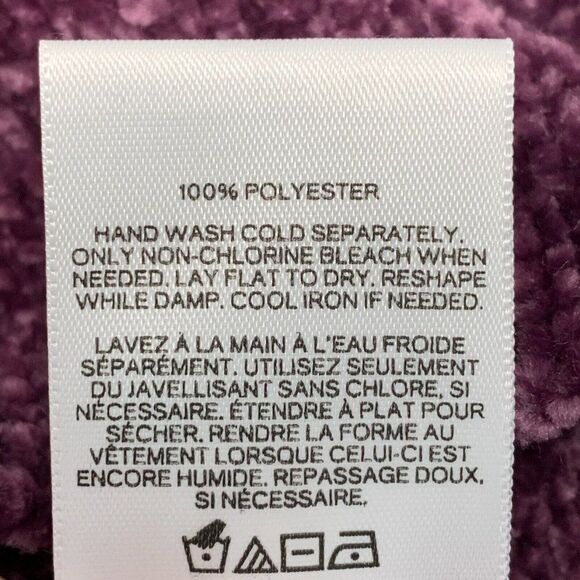 100% POLYESTER
HAND WASH COLD SEPARATELY.
ONLY NON-CHLORINE BLEACH WHEN
NEEDED. LAY FLAT TO DRY. RESHAPE
WHILE DAMP. COOL IRON IF NEEDED.
LAVEZ À LA MAIN À L'EAU FROIDE
SÉPARÉMENT. UTILISEZ SEULEMENT
DU JAVELLISANT SANS CHLORE, SI
NÉCESSAIRE. ÉTENDRE À PLAT POUR
SÉCHER. RENDRE LA FORME AU
VÊTEMENT LORSQUE CELUI-CI EST
ENCORE HUMIDE. REPASSAGE DOUX,
SI NÉCESSAIRE.